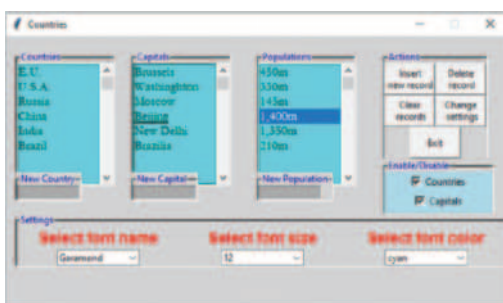 Countries
Countries
E.U.
U.S.A.
Russia
China
India
Brazil
New Country
Capitals
Brussels
Washinghton
Moscow
Beijing
New Delhi
Brazilia
New Capital
Populations
450m
330m
145m
1,400m
1,350m
210m
New Population
Actions
Insert new record
Delete record
Clear records
Change settings
Exit
Enable/Disable
Countries
Capitals
Settings
Select font name
Select font size
Select font color
Garamond
12
cyan